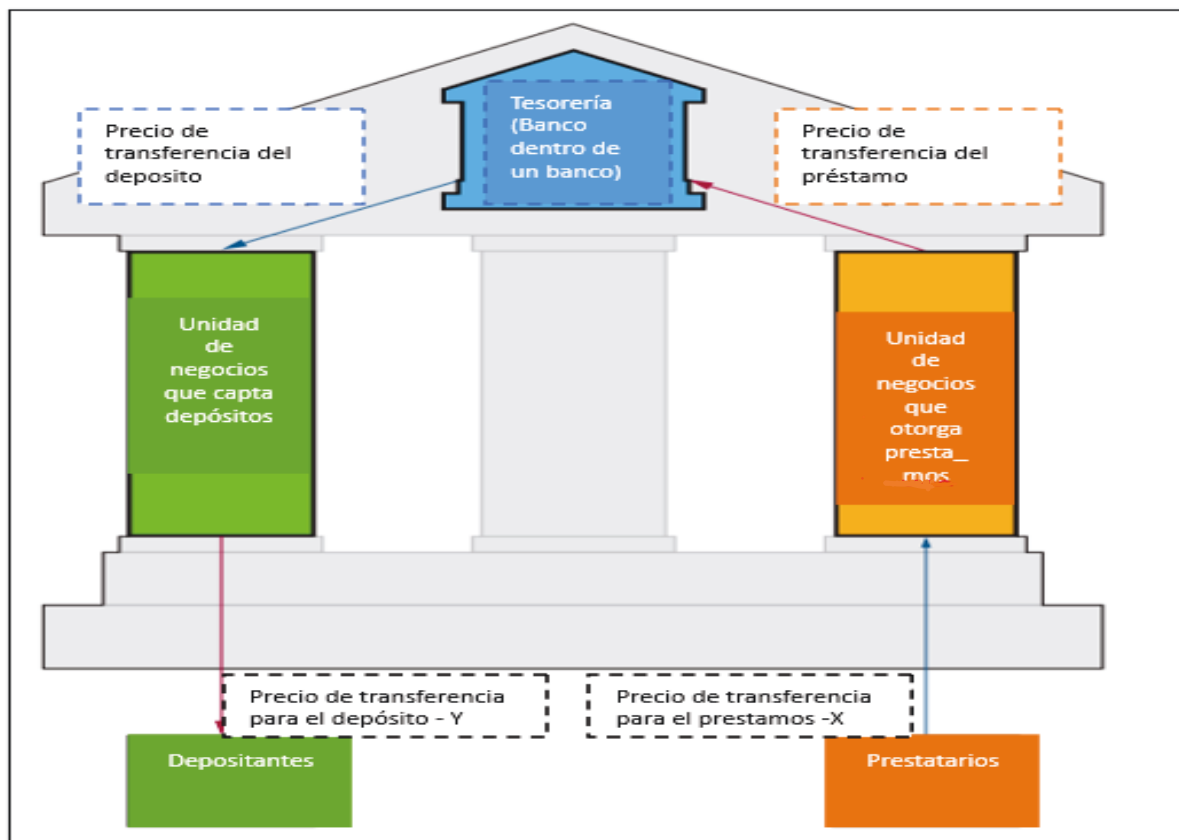 Tesorería
(Banco
dentro de
un banco)
Precio de
transferencia del
deposito
Precio de
transferencia del
préstamo
Unidad
de
negocios
que capta
depósitos
Unidad
de
negocios
que
otorga
presta_
mos
Precio de transferencia
para el depósito - Y
Precio de transferencia
para el prestamos -X
Depositantes
Prestatarios